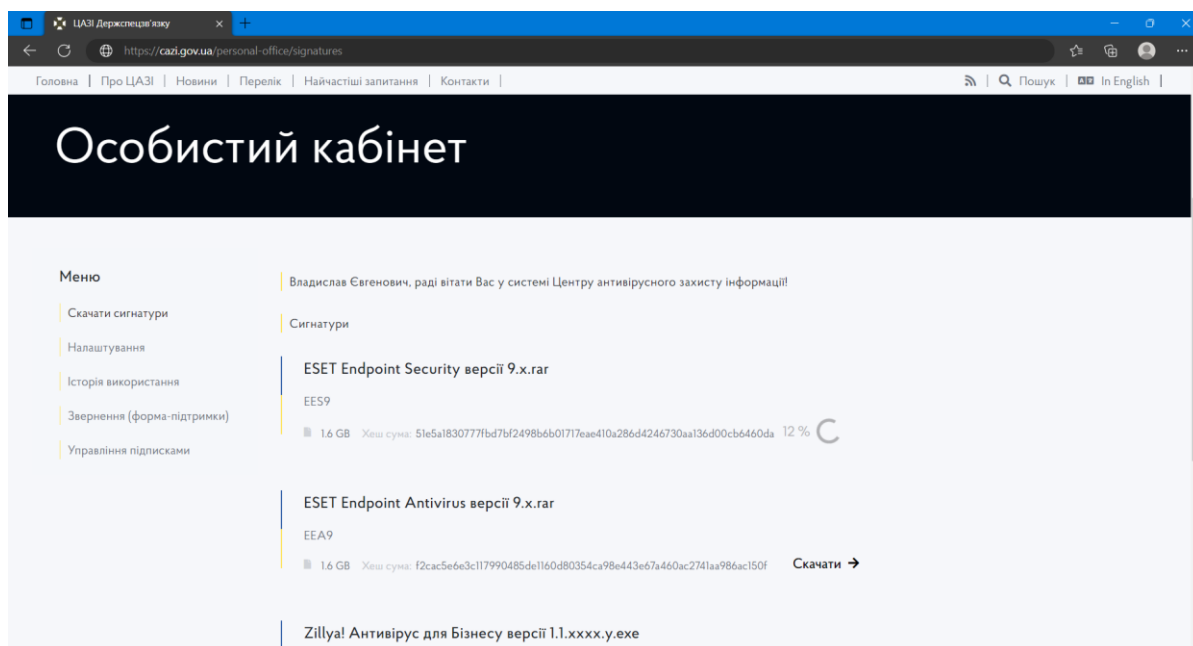 ЦАЗІ Держспецзв'язку
https://cazi.gov.ua/personal-office/signatures
Головна | Про ЦАЗІ | Новини | Перелік | Найчастіші запитання | Контакти |
Пошук | In English |
Особистий кабінет
Меню
Скачати сигнатури
Налаштування
Історія використання
Звернення (форма-підтримки)
Управління підписками
Владислав Євгенович, раді вітати Вас у системі Центру антивірусного захисту інформації!
Сигнатури
ESET Endpoint Security версії 9.x.rar
EES9
1.6 GB Хеш сума: 51e5a1830777fbd7bf2498b6b01717eae410a286d4246730aa136d00cb6460da 12 %
ESET Endpoint Antivirus версії 9.x.rar
EEA9
1.6 GB Хеш сума: f2cac5e6e3c117990485de1160d80354ca98e443e67a460ac2741aa986ac150f Скачати →
Zillya! Антивірус для Бізнесу версії 1.1.xxxx.y.exe